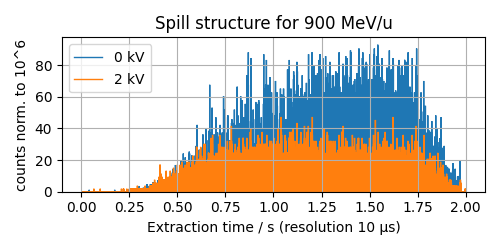 Spill structure for 900 MeV/u
counts norm. to 10^6
80
60
40
20
0
0 kV
2 kV
0.00 0.25 0.50 0.75 1.00 1.25 1.50 1.75 2.00
Extraction time / s (resolution 10 µs)